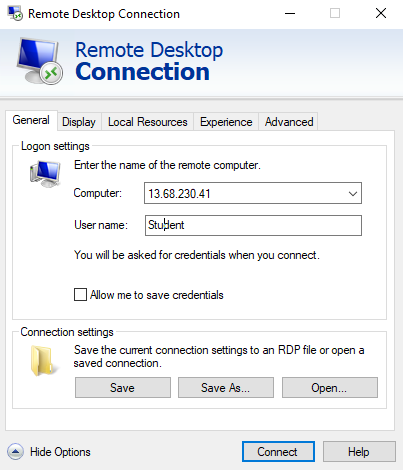 Remote Desktop Connection
Remote Desktop
Connection
General Display Local Resources Experience Advanced
Logon settings
Enter the name of the remote computer.
Computer: 13.68.230.41
User name: Student
You will be asked for credentials when you connect.
Allow me to save credentials
Connection settings
Save the current connection settings to an RDP file or open a
saved connection.
Save Save As... Open...
Hide Options Connect Help